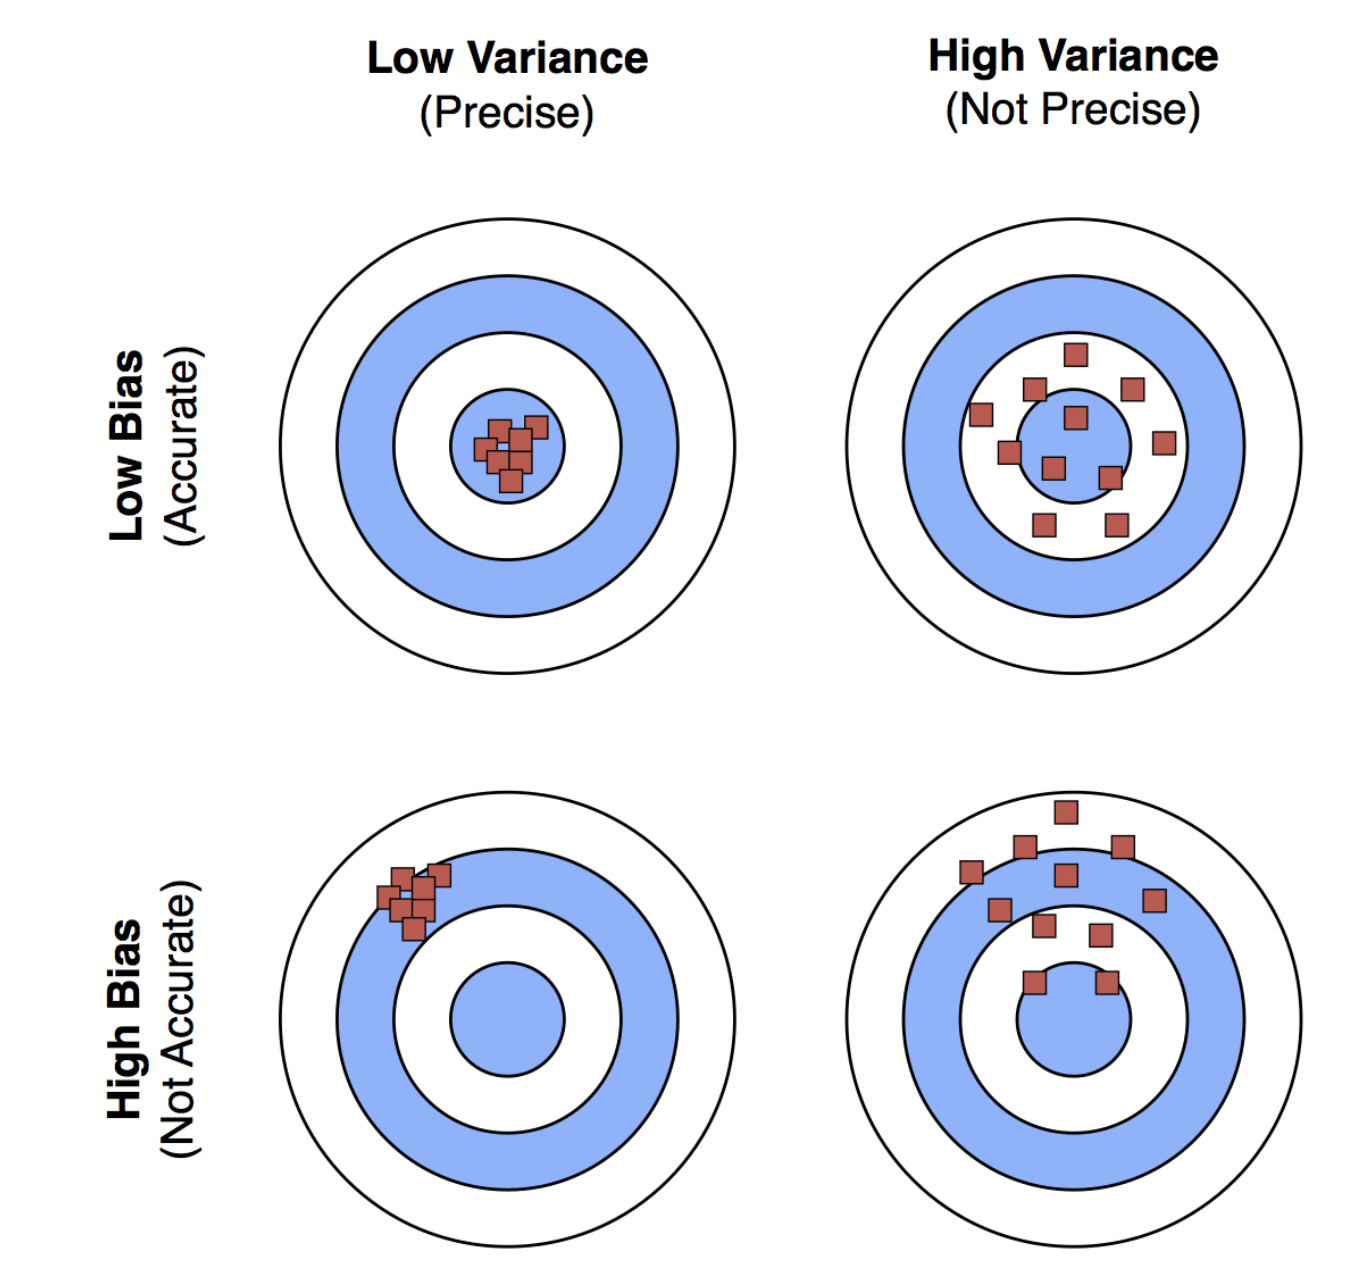 Low Variance
(Precise)
High Variance
(Not Precise)
Low Bias
(Accurate)
High Bias
(Not Accurate)